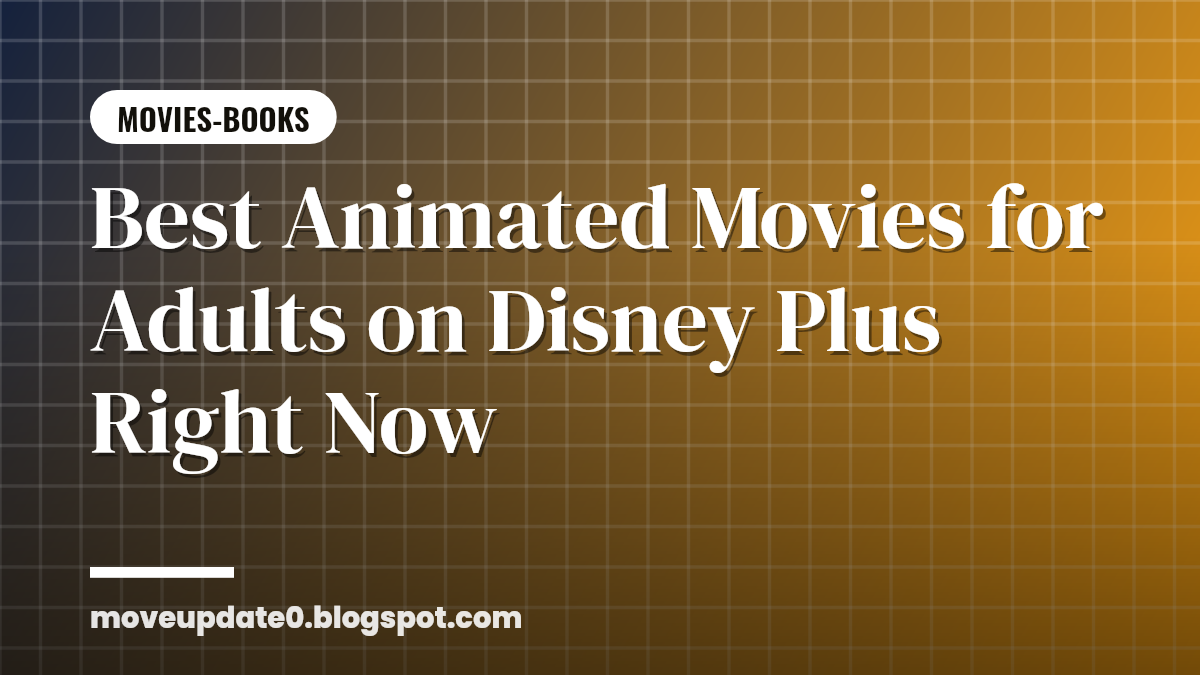 MOVIES-BOOKS
Best Animated Movies for
Adults on Disney Plus
Right Now
moveupdate0.blogspot.com